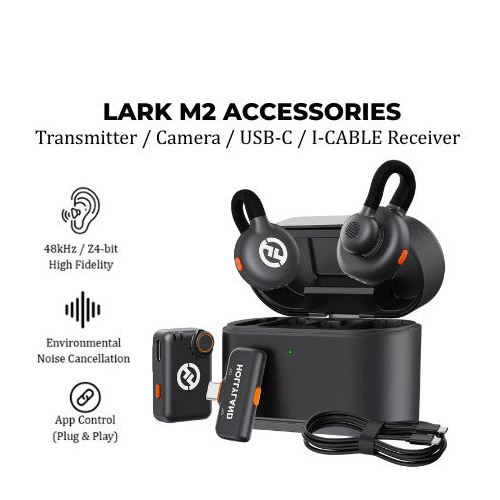 LARK M2 ACCESSORIES
Transmitter / Camera / USB-C / I-CABLE Receiver
48kHz / Z4-bit
High Fidelity
Environmental
Noise Cancellation
App Control
(Plug & Play)
HOLLYLAND